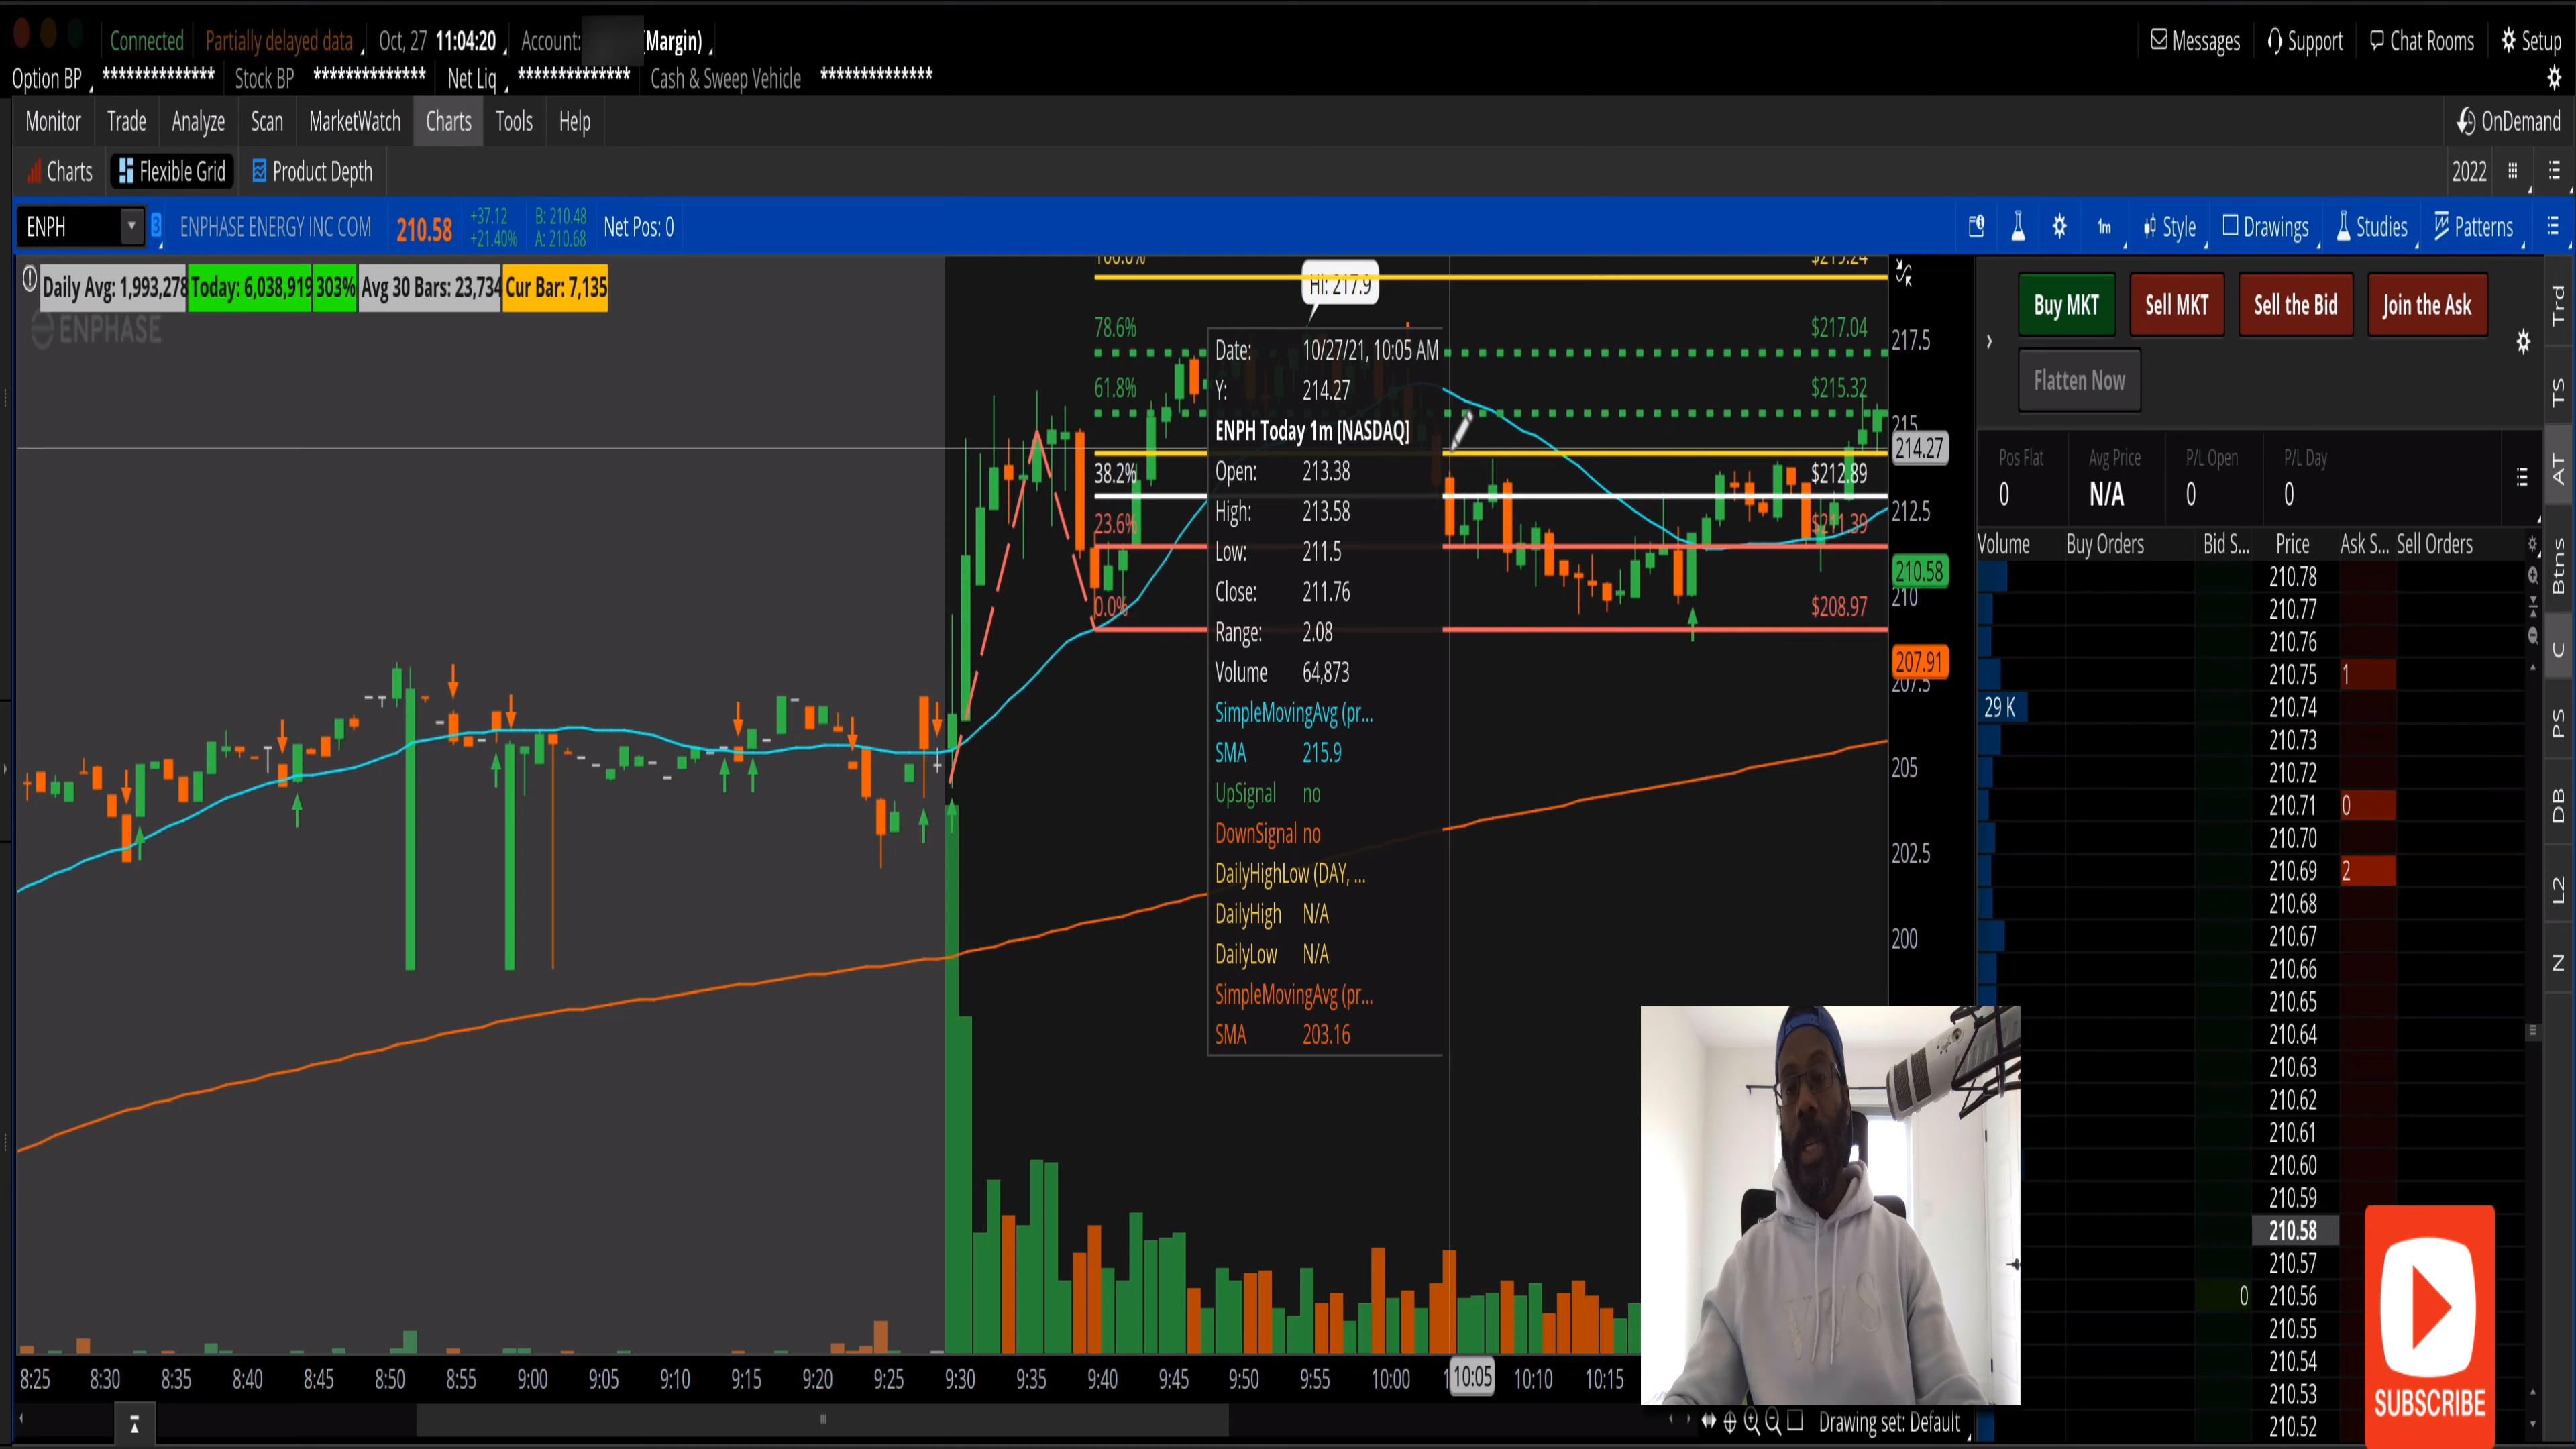 Connected Partially delayed data Oct, 27 11:04:20 Account: (Margin) Messages Support Chat Rooms Setup
Option BP ************** Stock BP ************** Net Liq ************** Cash & Sweep Vehicle **************
Monitor Trade Analyze Scan MarketWatch Charts Tools Help OnDemand
Charts Flexible Grid Product Depth 2022
ENPH 3 ENPHASE ENERGY INC COM 210.58 +37.12 B: 210.48 Net Pos: 0 1m Style Drawings Studies Patterns
+21.40% A: 210.68
Daily Avg: 1,993,278 Today: 6,038,919 303% Avg 30 Bars: 23,734 Cur Bar: 7,135
ENPHASE
100.0% $219.24
Hi: 217.9
78.6% $217.04
61.8% $215.32
38.2% $212.89
23.6% $211.39
0.0% $208.97
Date: 10/27/21, 10:05 AM
Y: 214.27
ENPH Today 1m [NASDAQ]
Open: 213.38
High: 213.58
Low: 211.5
Close: 211.76
Range: 2.08
Volume 64,873
SimpleMovingAvg (pr...
SMA 215.9
UpSignal no
DownSignal no
DailyHighLow (DAY, ...
DailyHigh N/A
DailyLow N/A
SimpleMovingAvg (pr...
SMA 203.16
217.5
215
214.27
212.5
210.58
210
207.91
207.5
205
202.5
200
8:25 8:30 8:35 8:40 8:45 8:50 8:55 9:00 9:05 9:10 9:15 9:20 9:25 9:30 9:35 9:40 9:45 9:50 9:55 10:00 10:05 10:10 10:15
Drawing set: Default
Buy MKT Sell MKT Sell the Bid Join the Ask
Flatten Now
Pos Flat Avg Price P/L Open P/L Day
0 N/A 0 0
Volume Buy Orders Bid S... Price Ask S... Sell Orders
210.78
210.77
210.76
210.75 1
29 K 210.74
210.73
210.72
210.71 0
210.70
210.69 2
210.68
210.67
210.66
210.65
210.64
210.63
210.62
210.61
210.60
210.59
210.58
210.57
0 210.56
210.55
210.54
210.53
210.52
Trd
TS
AT
Btns
C
PS
DB
L2
N
SUBSCRIBE